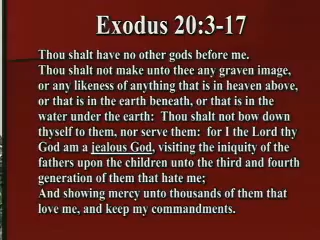 Exodus 20:3-17
Thou shalt have no other gods before me.
Thou shalt not make unto thee any graven image,
or any likeness of anything that is in heaven above,
or that is in the earth beneath, or that is in the
water under the earth:  Thou shalt not bow down
thyself to them, nor serve them:  for I the Lord thy
God am a jealous God, visiting the iniquity of the
fathers upon the children unto the third and fourth
generation of them that hate me;
And showing mercy unto thousands of them that
love me, and keep my commandments.